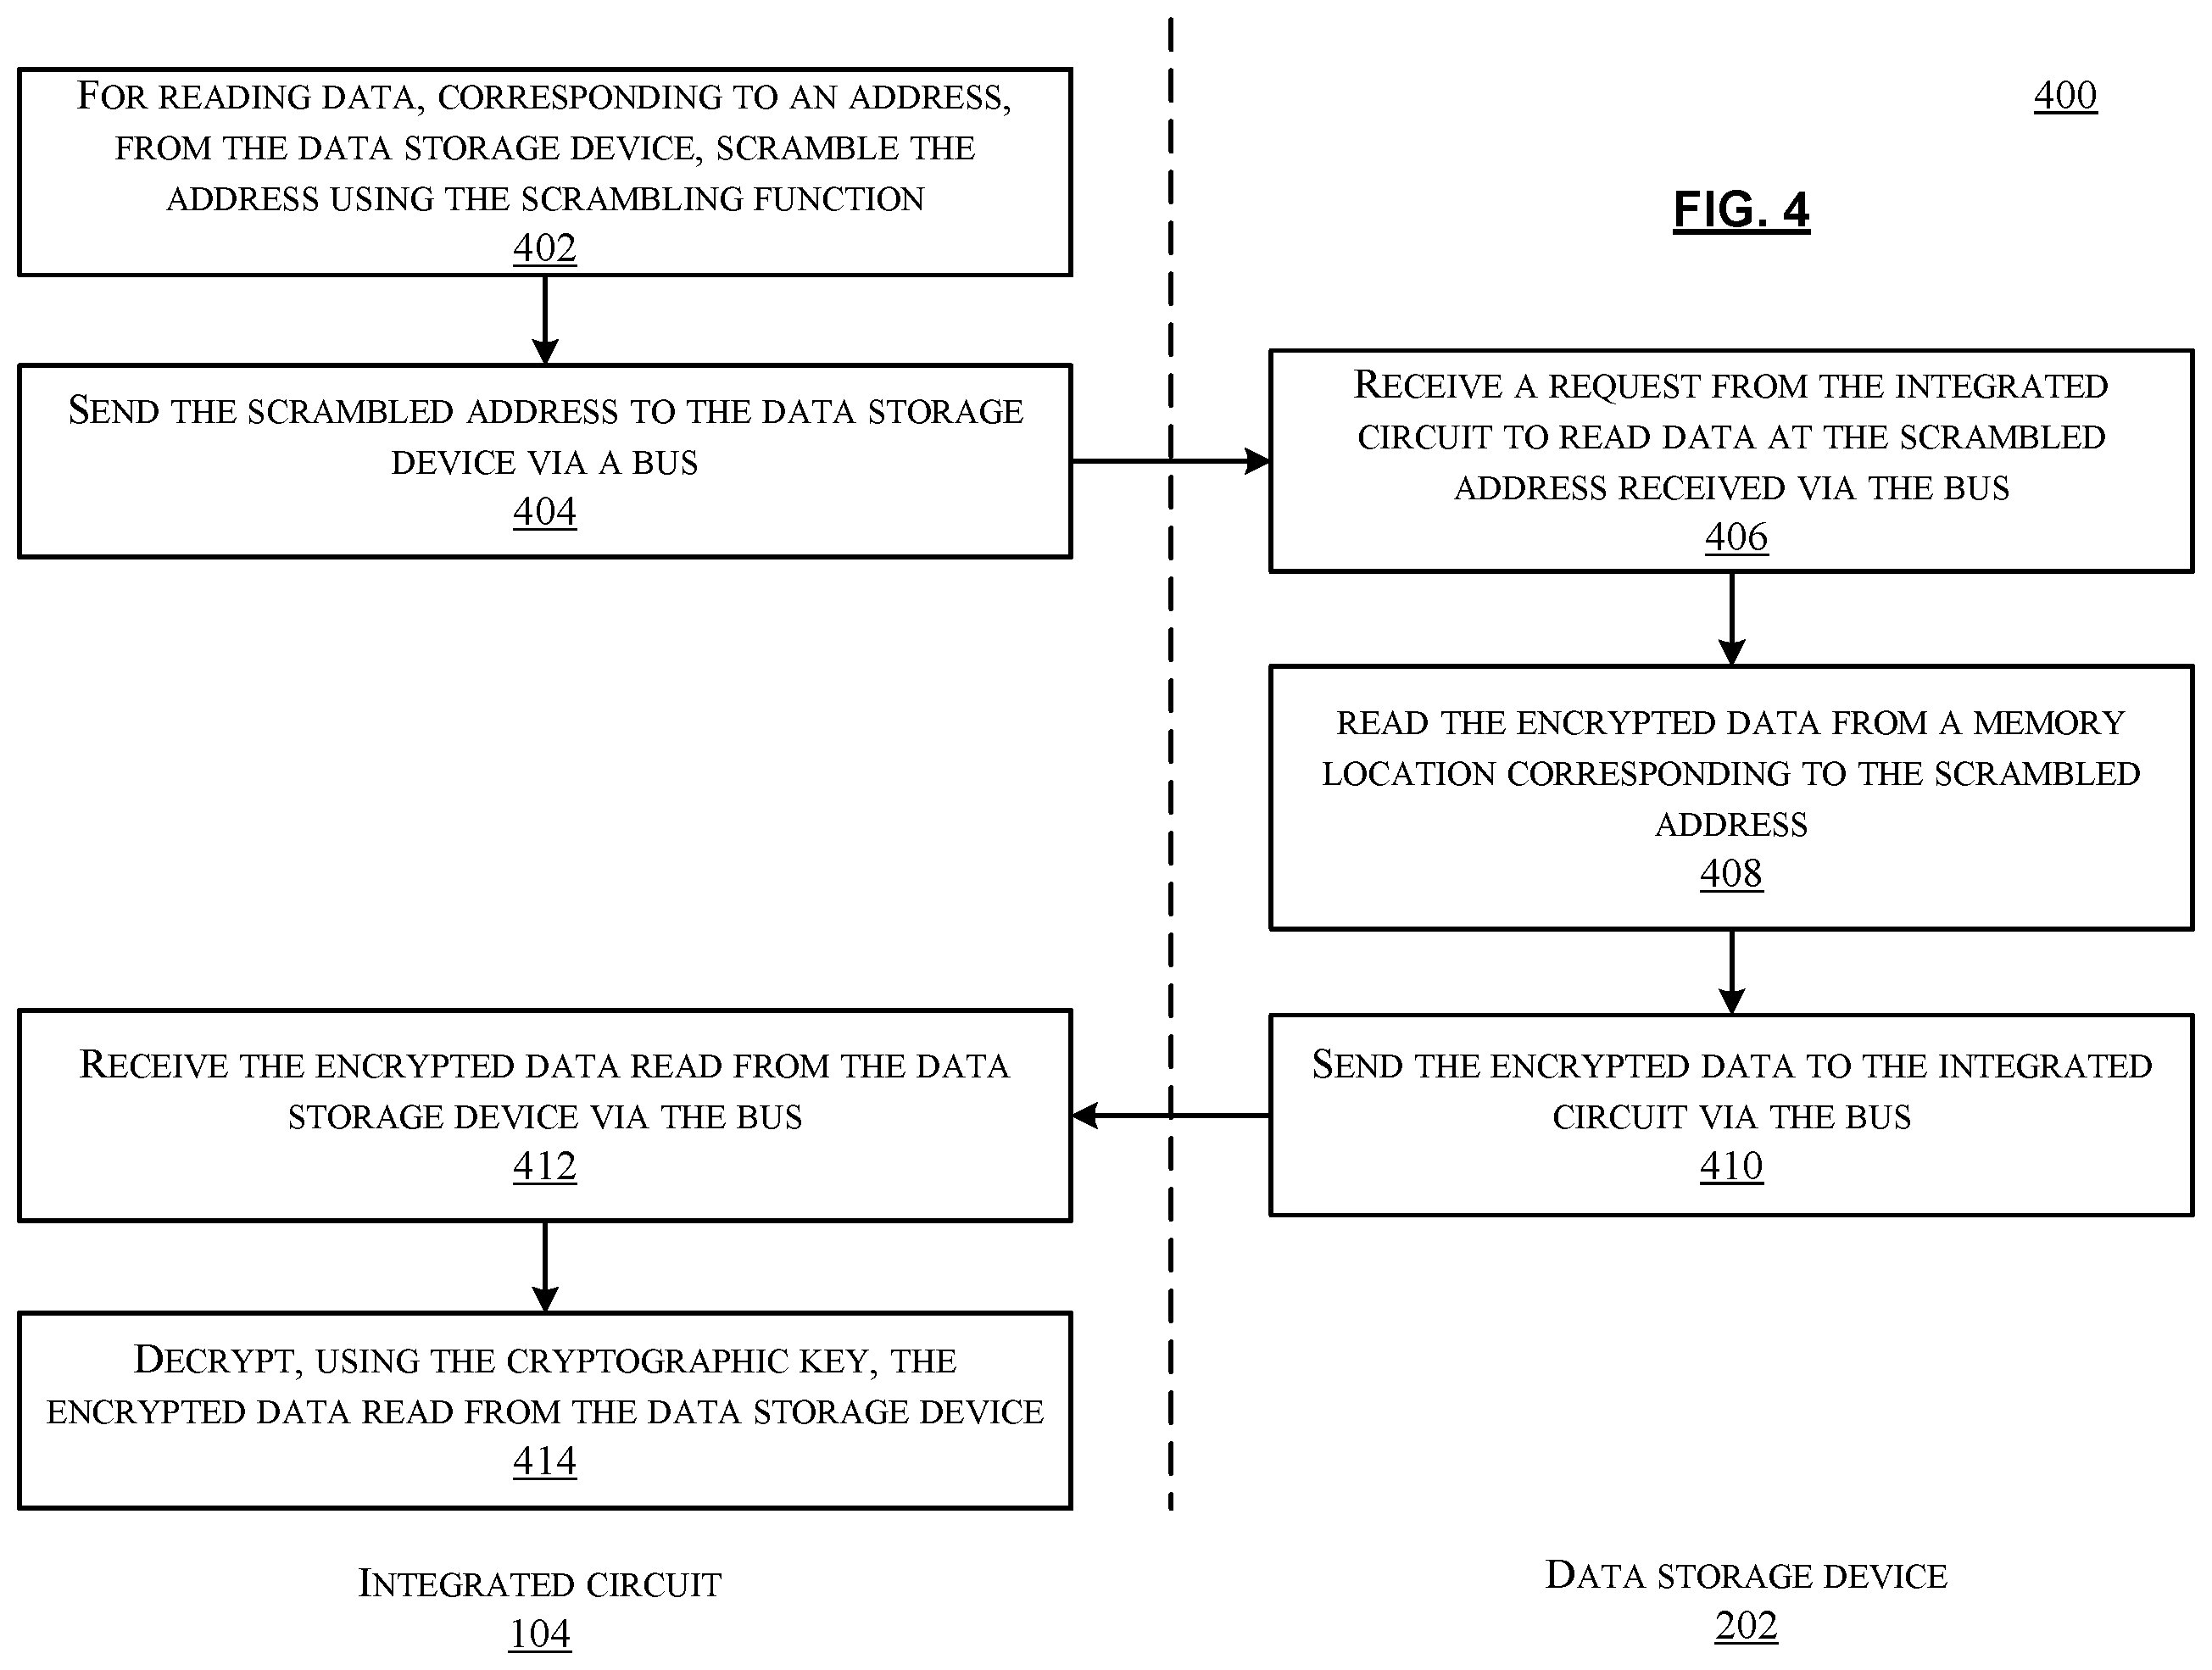 FOR READING DATA, CORRESPONDING TO AN ADDRESS,
FROM THE DATA STORAGE DEVICE, SCRAMBLE THE
ADDRESS USING THE SCRAMBLING FUNCTION
402
400
FIG. 4
SEND THE SCRAMBLED ADDRESS TO THE DATA STORAGE
DEVICE VIA A BUS
404
RECEIVE A REQUEST FROM THE INTEGRATED
CIRCUIT TO READ DATA AT THE SCRAMBLED
ADDRESS RECEIVED VIA THE BUS
406
READ THE ENCRYPTED DATA FROM A MEMORY
LOCATION CORRESPONDING TO THE SCRAMBLED
ADDRESS
408
SEND THE ENCRYPTED DATA TO THE INTEGRATED
CIRCUIT VIA THE BUS
410
RECEIVE THE ENCRYPTED DATA READ FROM THE DATA
STORAGE DEVICE VIA THE BUS
412
DECRYPT, USING THE CRYPTOGRAPHIC KEY, THE
ENCRYPTED DATA READ FROM THE DATA STORAGE DEVICE
414
INTEGRATED CIRCUIT
104
DATA STORAGE DEVICE
202